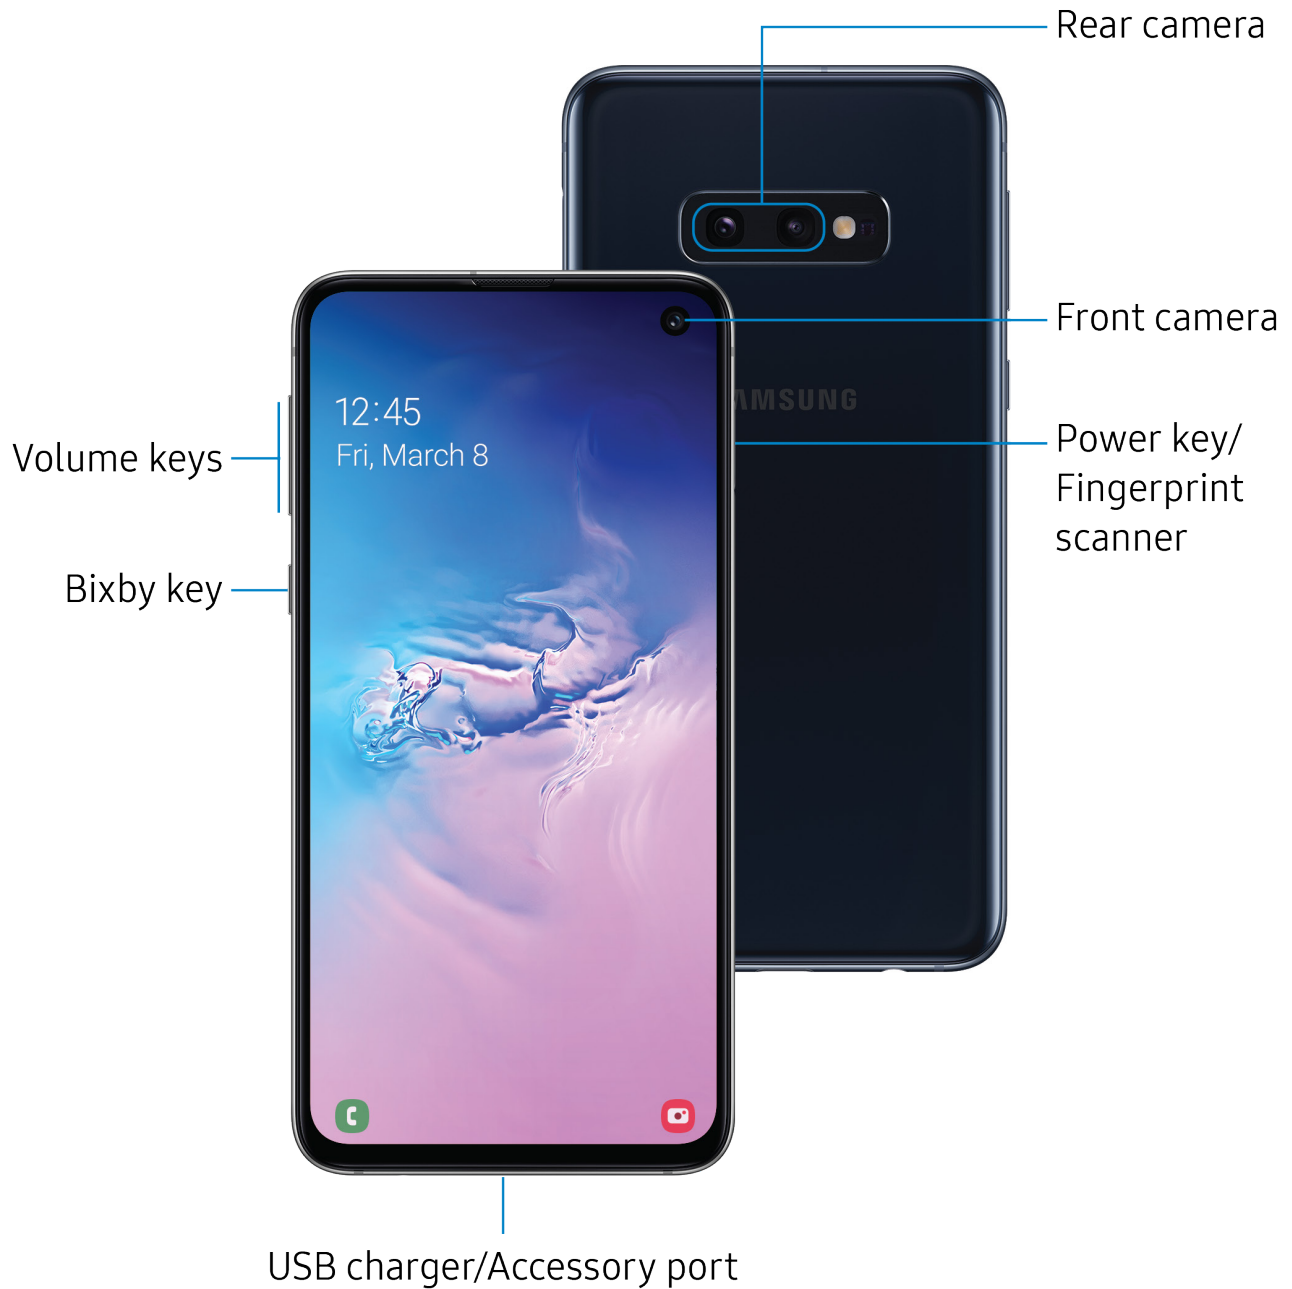 Rear camera
Front camera
AMSUNG
12:45
Fri, March 8
Power key/
Fingerprint
scanner
Volume keys
Bixby key
USB charger/Accessory port